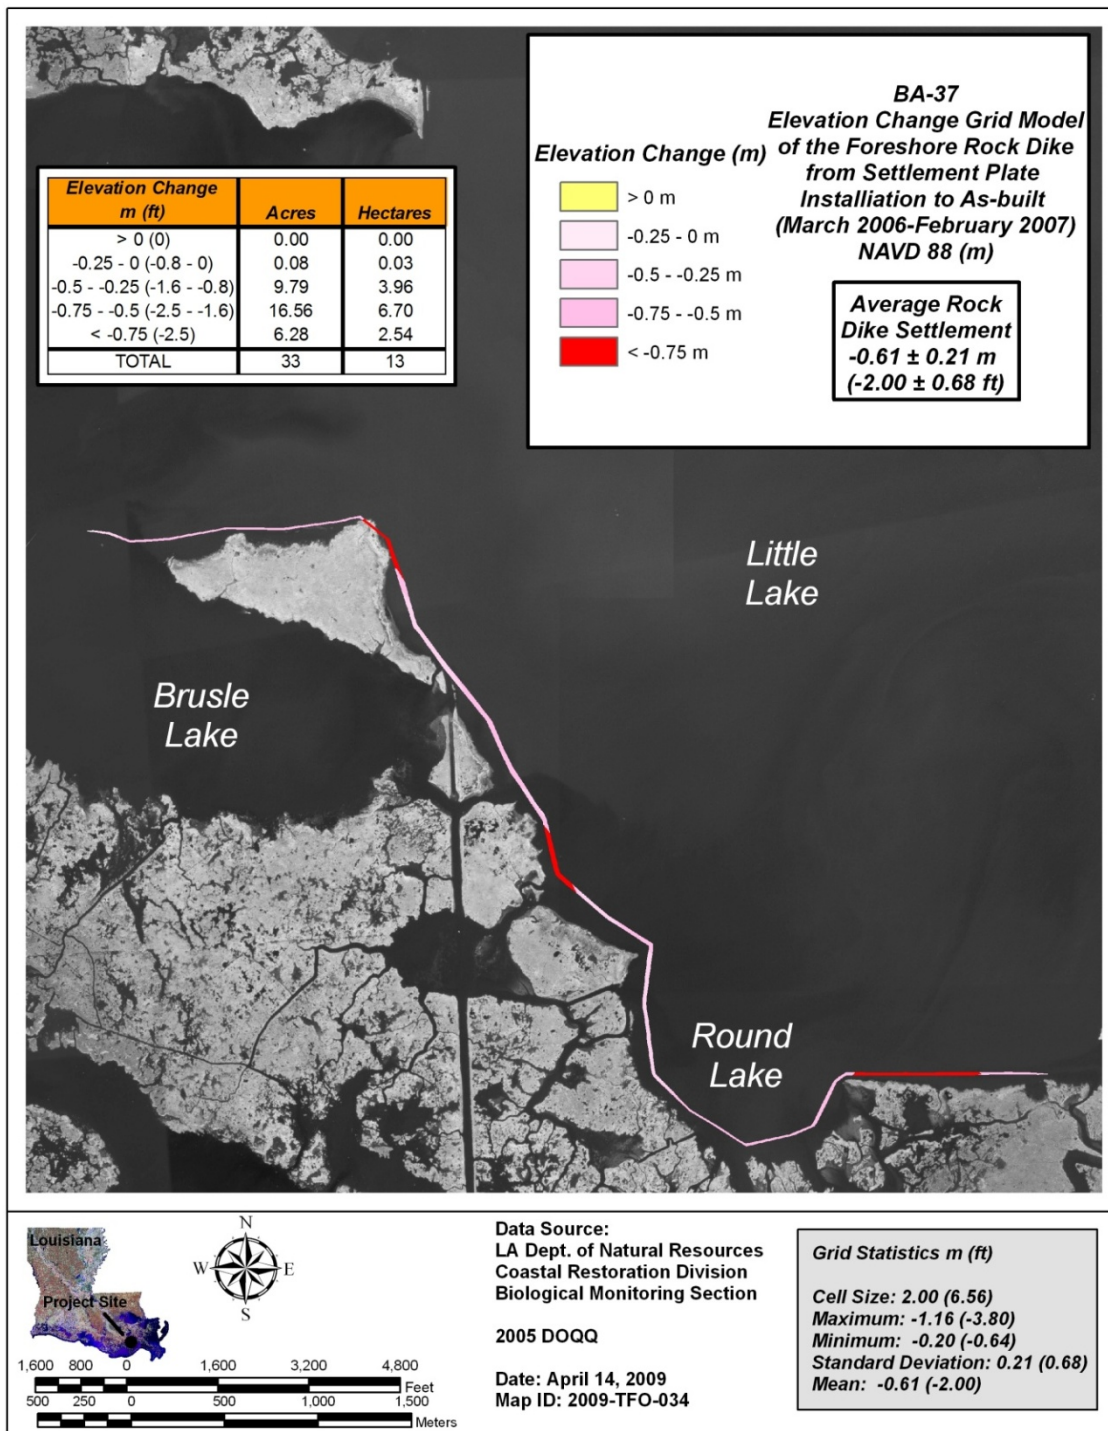 BA-37
Elevation Change Grid Model
of the Foreshore Rock Dike
from Settlement Plate
Installiation to As-built
(March 2006-February 2007)
NAVD 88 (m)
Elevation Change (m)
> 0 m
-0.25 - 0 m
-0.5 - -0.25 m
-0.75 - -0.5 m
< -0.75 m
Average Rock
Dike Settlement
-0.61 ± 0.21 m
(-2.00 ± 0.68 ft)
Elevation Change m (ft) Acres Hectares
> 0 (0) 0.00 0.00
-0.25 - 0 (-0.8 - 0) 0.08 0.03
-0.5 - -0.25 (-1.6 - -0.8) 9.79 3.96
-0.75 - -0.5 (-2.5 - -1.6) 16.56 6.70
< -0.75 (-2.5) 6.28 2.54
TOTAL 33 13
Little
Lake
Brusle
Lake
Round
Lake
Louisiana
Project Site
N
W E
S
1,600 800 0 1,600 3,200 4,800
Feet
500 250 0 500 1,000 1,500
Meters
Data Source:
LA Dept. of Natural Resources
Coastal Restoration Division
Biological Monitoring Section
2005 DOQQ
Date: April 14, 2009
Map ID: 2009-TFO-034
Grid Statistics m (ft)
Cell Size: 2.00 (6.56)
Maximum: -1.16 (-3.80)
Minimum: -0.20 (-0.64)
Standard Deviation: 0.21 (0.68)
Mean: -0.61 (-2.00)